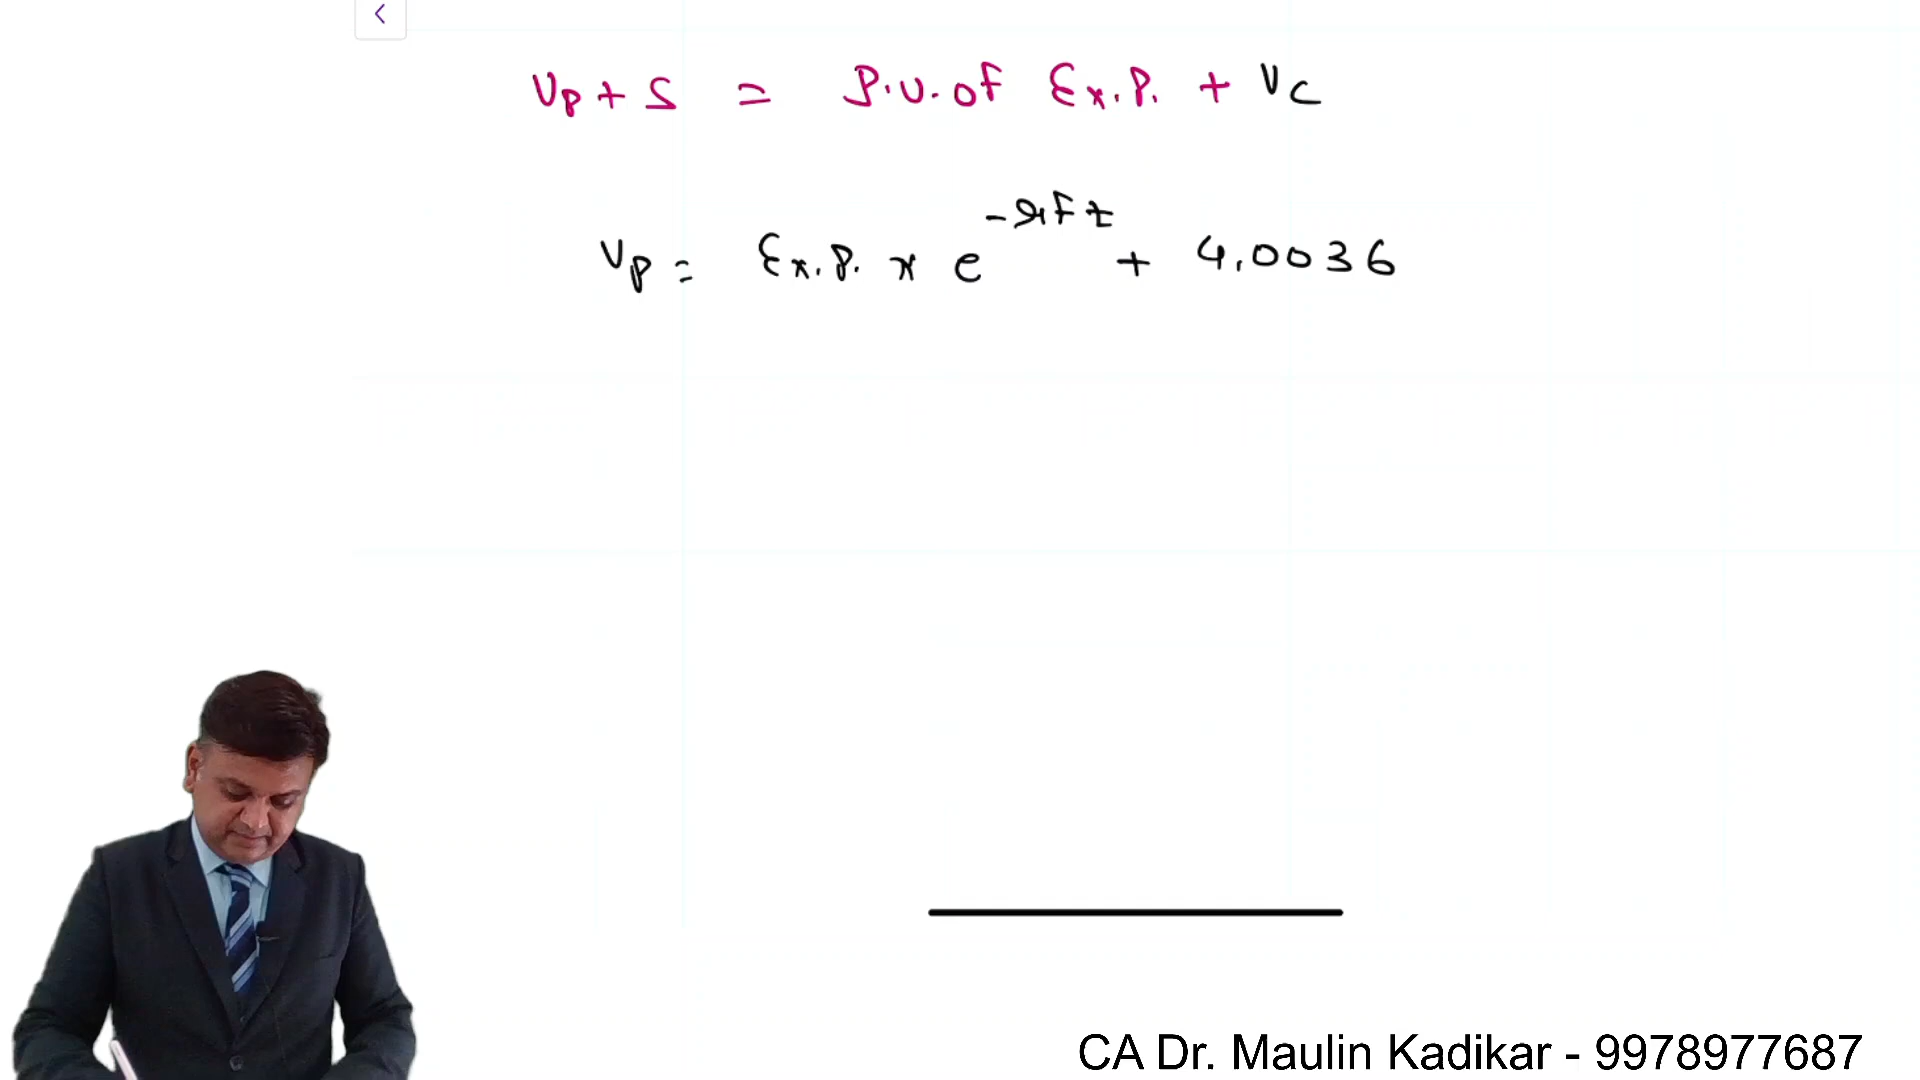 Vp + S = P.V. of Ex.P. + Vc
Vp = Ex.P. x e^-rft + 4.0036
CA Dr. Maulin Kadikar - 9978977687